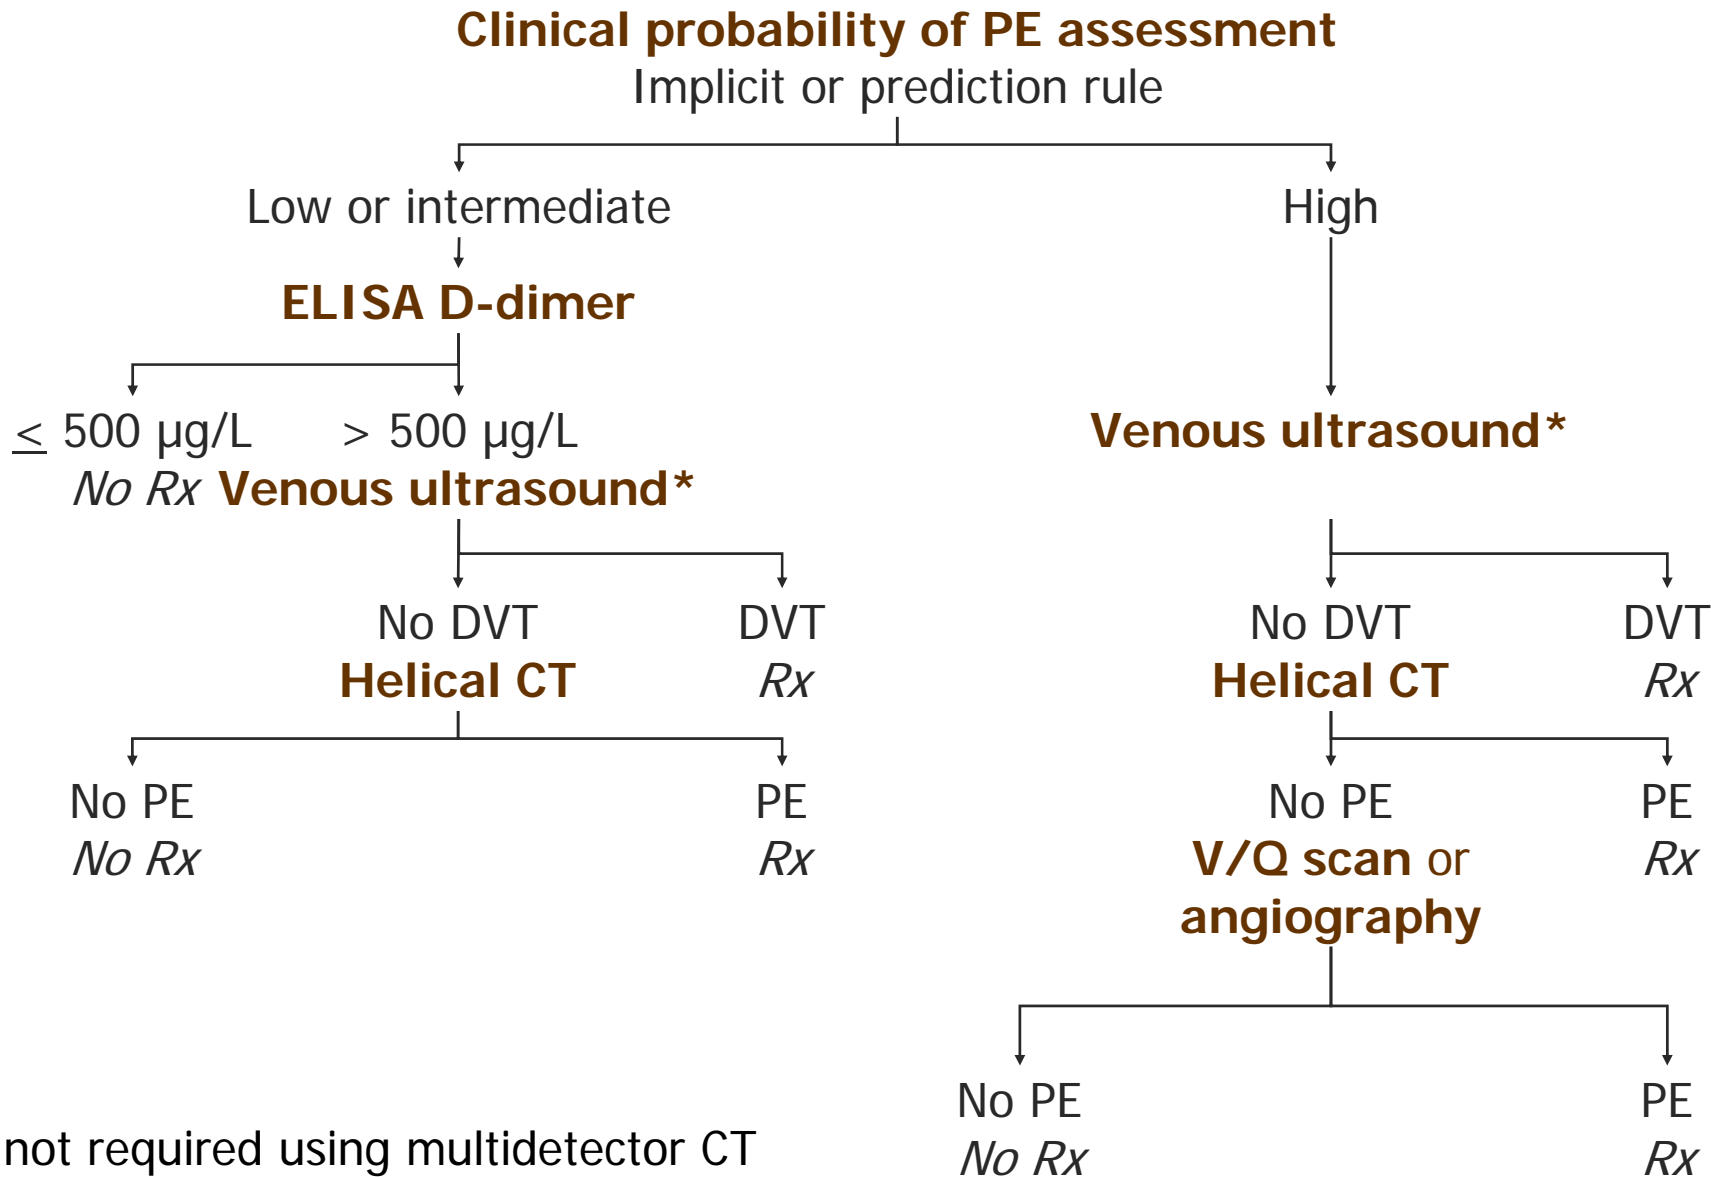 Clinical probability of PE assessment
Implicit or prediction rule
Low or intermediate
High
ELISA D-dimer
≤ 500 µg/L
> 500 µg/L
No Rx
Venous ultrasound*
Venous ultrasound*
No DVT
DVT
Helical CT
Rx
No DVT
DVT
Helical CT
Rx
No PE
No Rx
PE
Rx
No PE
PE
V/Q scan or
Rx
angiography
No PE
No Rx
PE
Rx
not required using multidetector CT